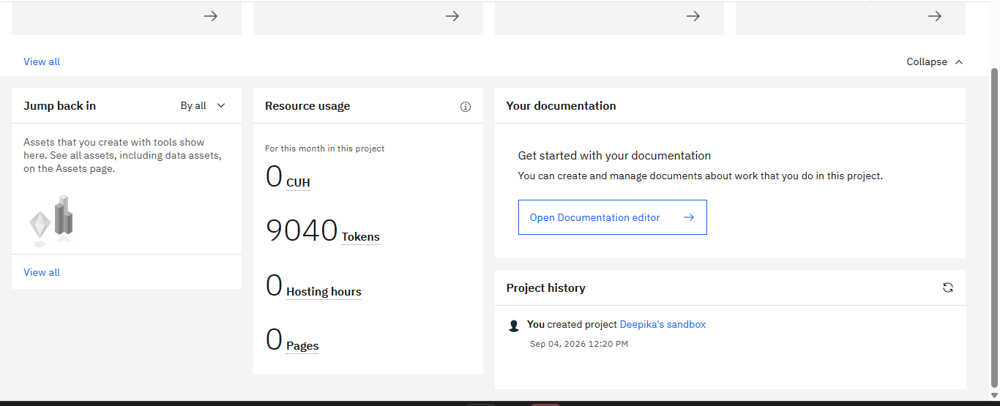 View all
Collapse
Jump back in
By all
Assets that you create with tools show
here. See all assets, including data assets,
on the Assets page.
View all
Resource usage
For this month in this project
0 CUH
9040 Tokens
0 Hosting hours
0 Pages
Your documentation
Get started with your documentation
You can create and manage documents about work that you do in this project.
Open Documentation editor
Project history
You created project Deepika's sandbox
Sep 04, 2026 12:20 PM